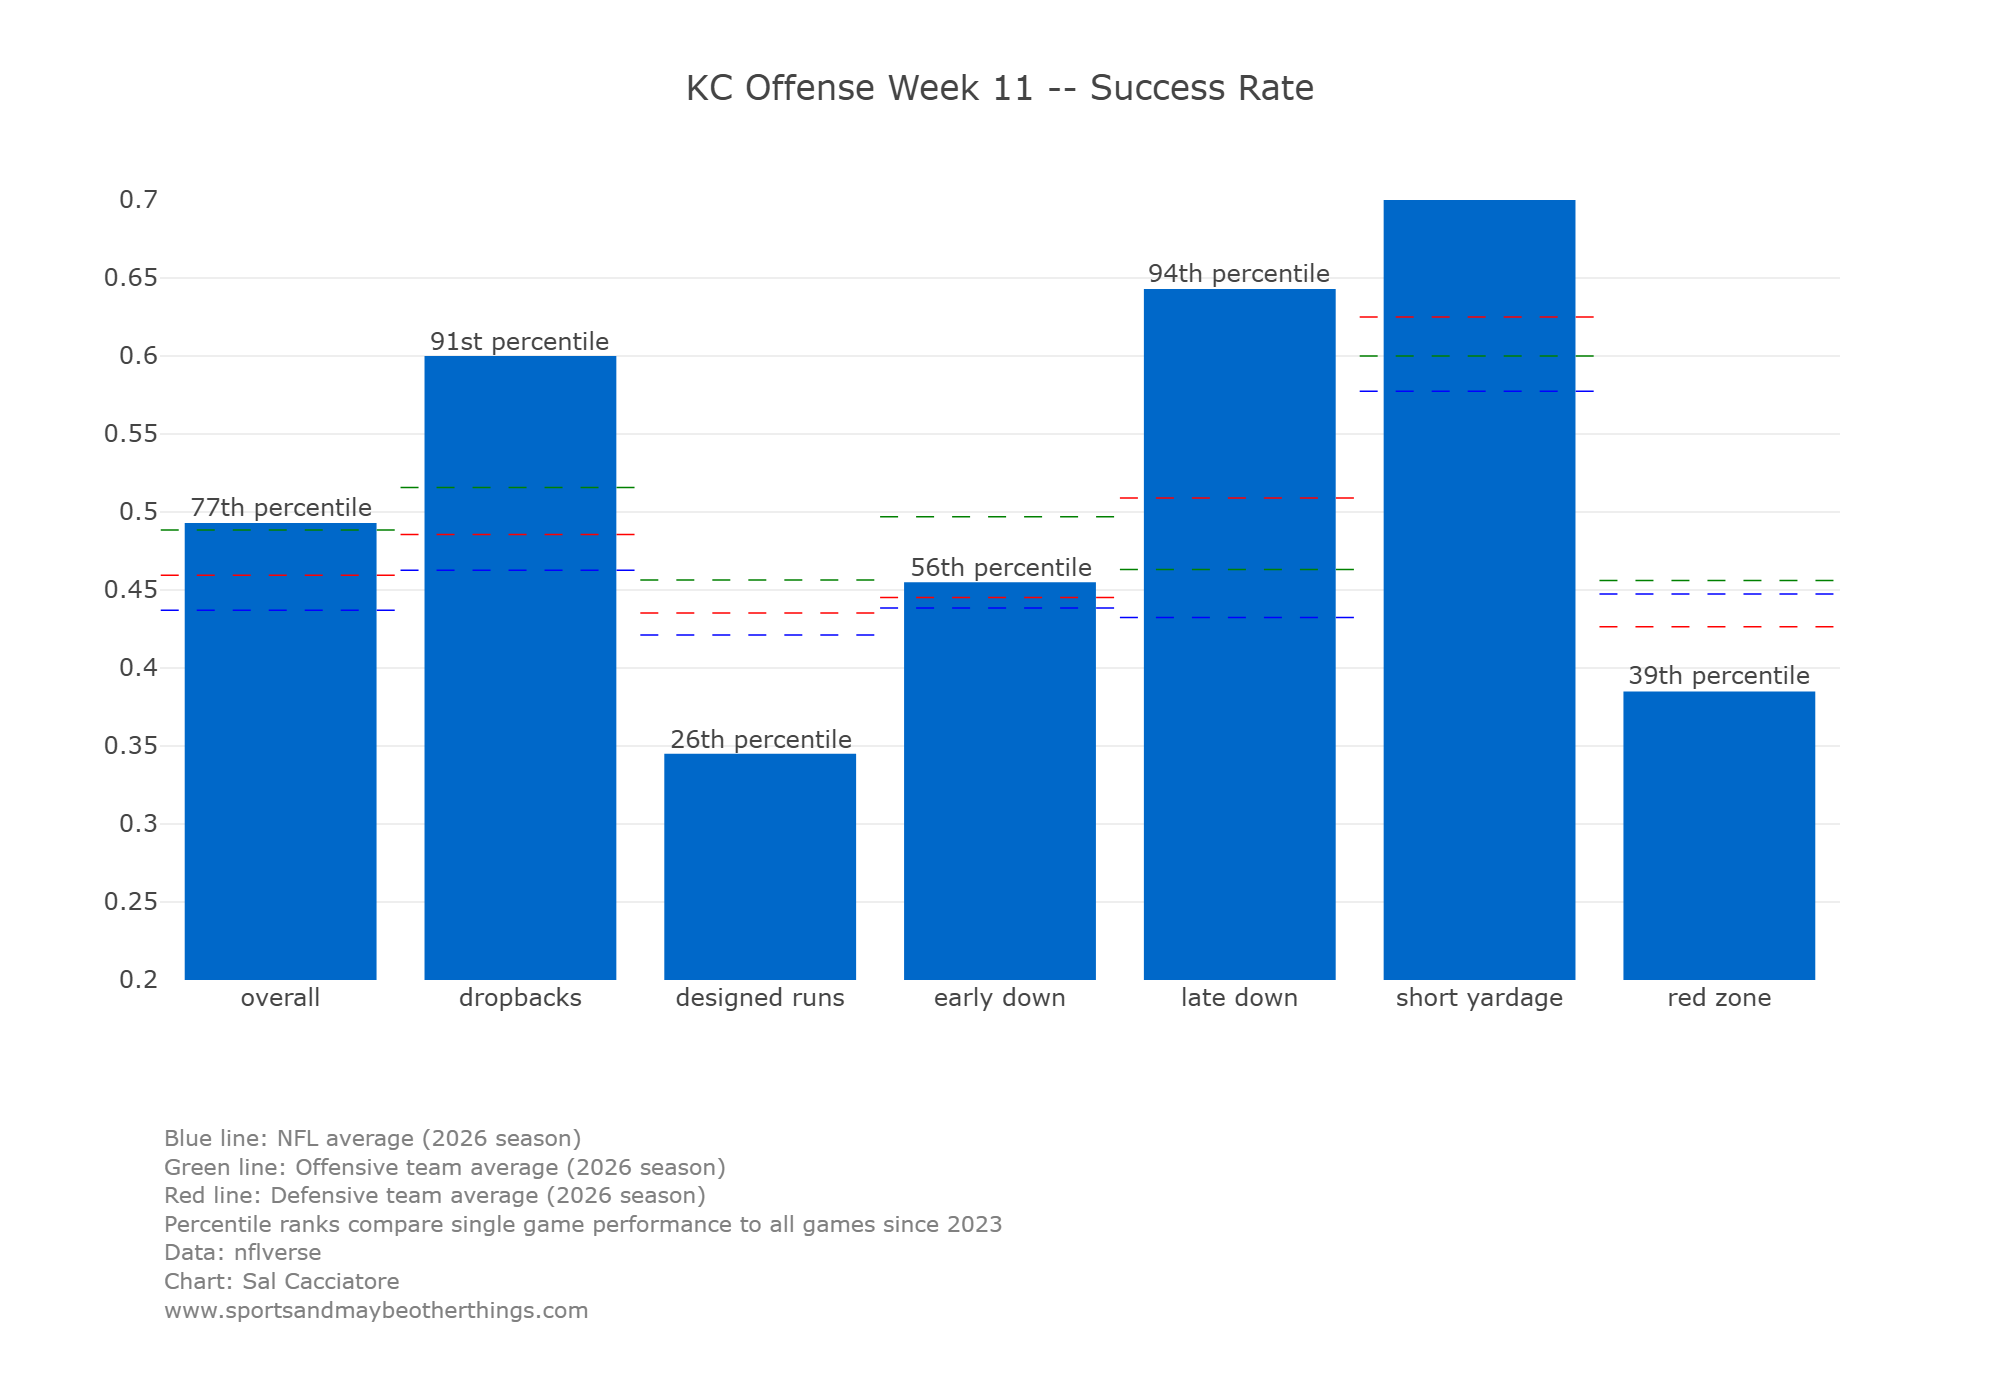 KC Offense Week 11 -- Success Rate
0.7
0.65
0.6
0.55
0.5
0.45
0.4
0.35
0.3
0.25
0.2
77th percentile
91st percentile
26th percentile
56th percentile
94th percentile
39th percentile
overall
dropbacks
designed runs
early down
late down
short yardage
red zone
Blue line: NFL average (2026 season)
Green line: Offensive team average (2026 season)
Red line: Defensive team average (2026 season)
Percentile ranks compare single game performance to all games since 2023
Data: nflverse
Chart: Sal Cacciatore
www.sportsandmaybeotherthings.com